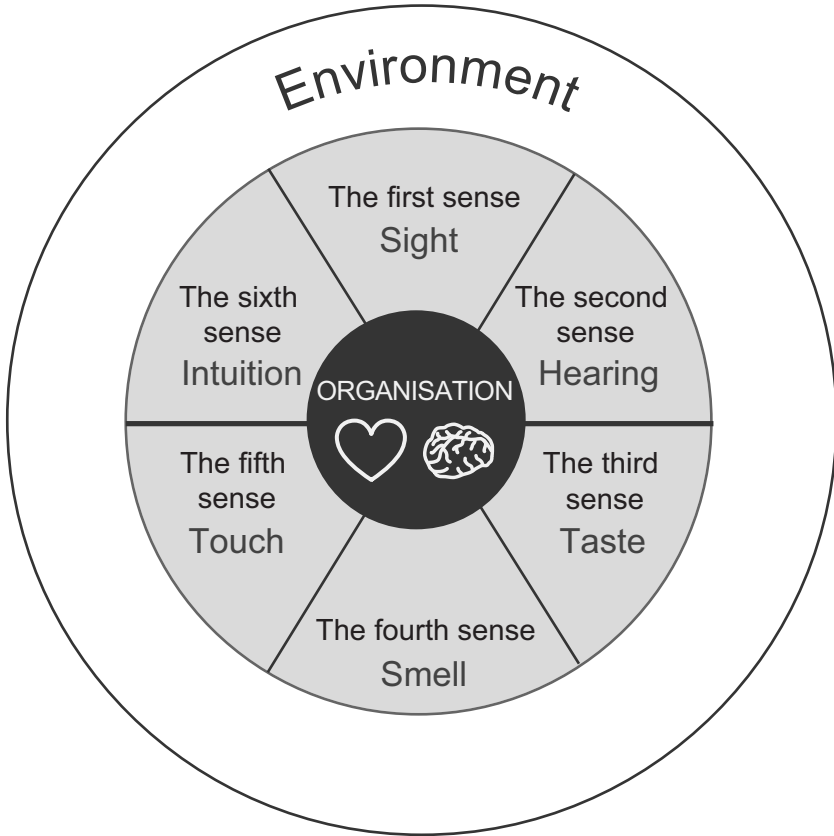 Environment
The first sense
Sight
The second
sense
Hearing
The third
sense
Taste
The fourth sense
Smell
The fifth
sense
Touch
The sixth
sense
Intuition
ORGANISATION